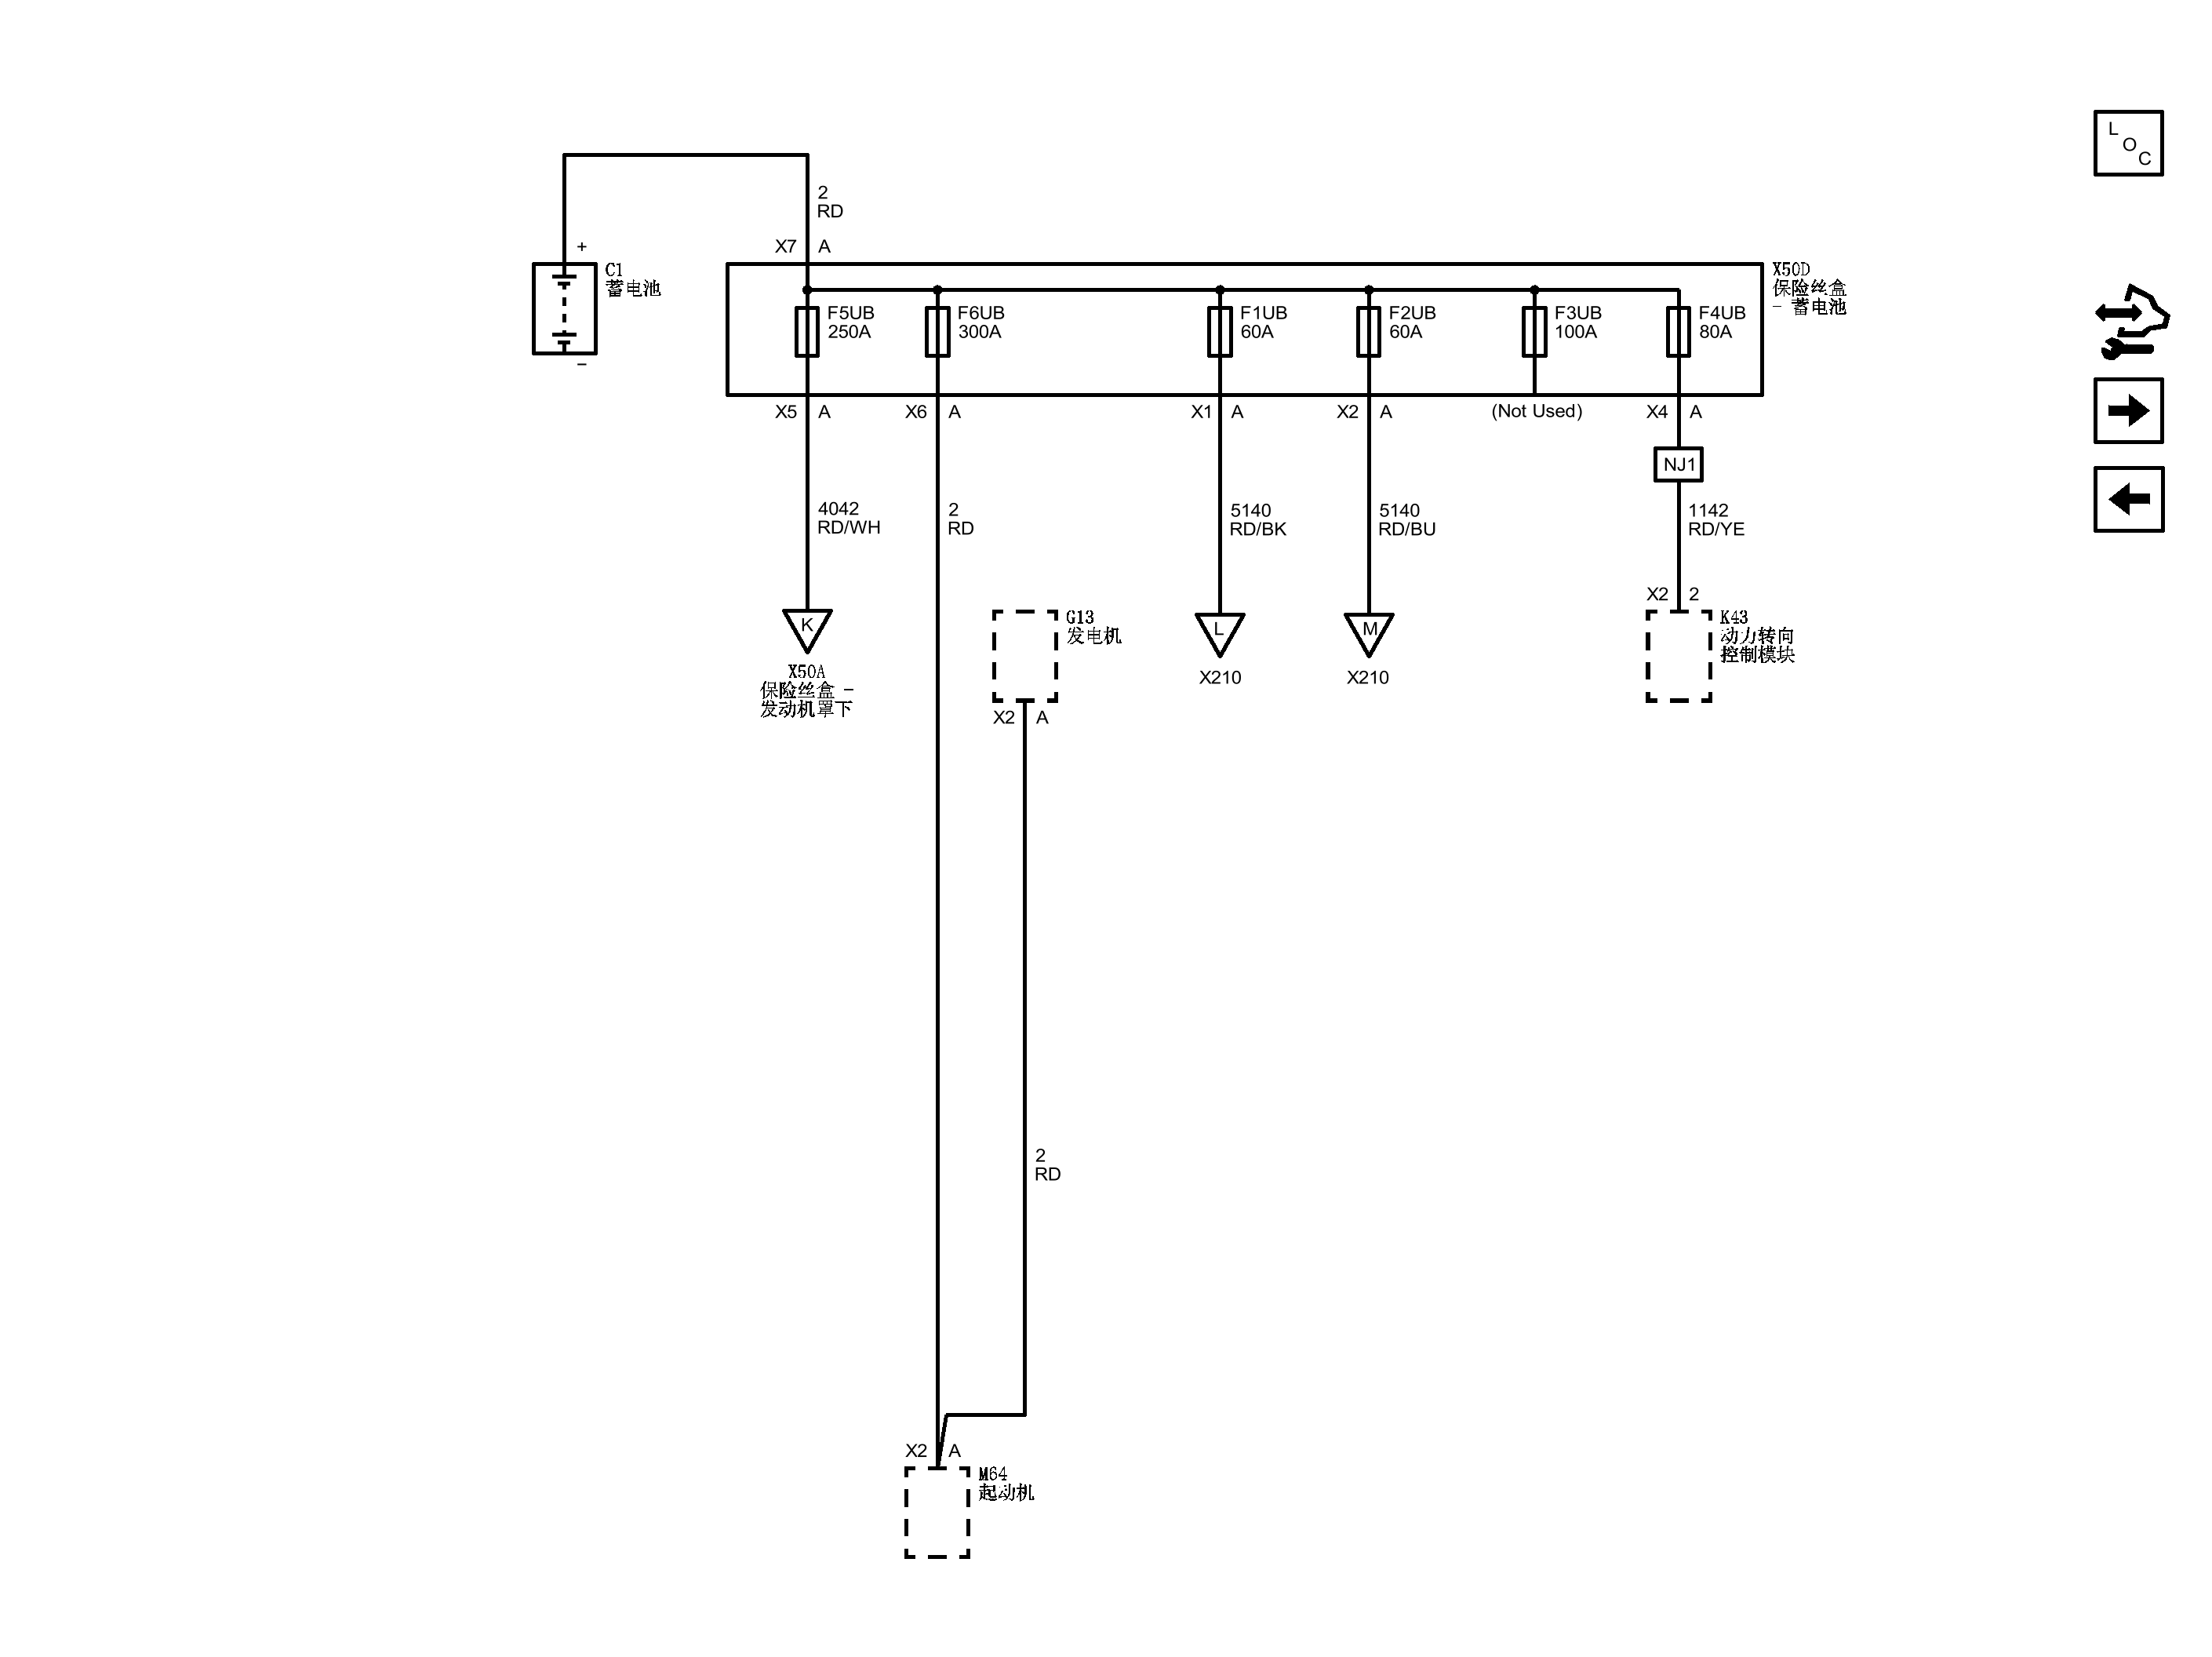 L
O
C
2
RD
X7 A
+
C1
蓄电池
−
X50D
保险丝盒
- 蓄电池
F5UB
250A
F6UB
300A
F1UB
60A
F2UB
60A
F3UB
100A
F4UB
80A
X5 A
X6 A
X1 A
X2 A
(Not Used)
X4 A
NJ1
4042
RD/WH
2
RD
5140
RD/BK
5140
RD/BU
1142
RD/YE
X2 2
K
X50A
保险丝盒 -
发动机罩下
G13
发电机
X2 A
L
X210
M
X210
K43
动力转向
控制模块
2
RD
X2 A
M64
起动机